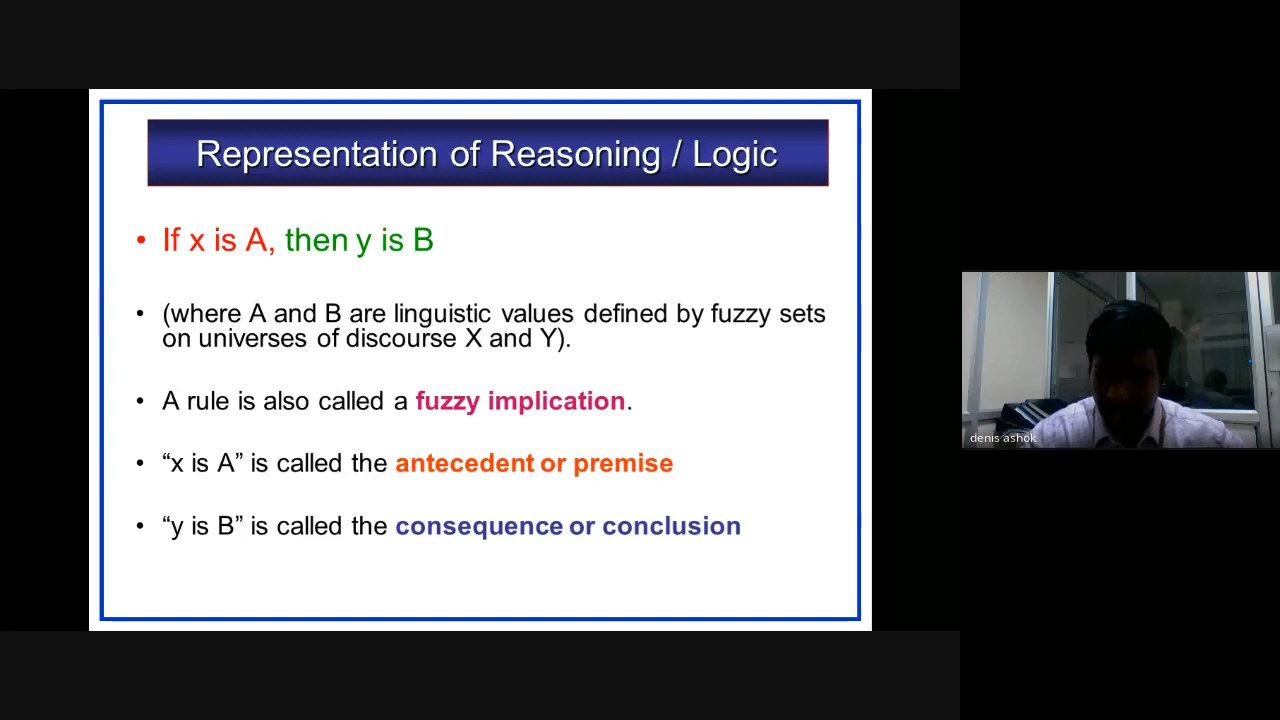 Representation of Reasoning / Logic
• If x is A, then y is B
• (where A and B are linguistic values defined by fuzzy sets
on universes of discourse X and Y).
• A rule is also called a fuzzy implication.
• “x is A” is called the antecedent or premise
• “y is B” is called the consequence or conclusion
denis ashok